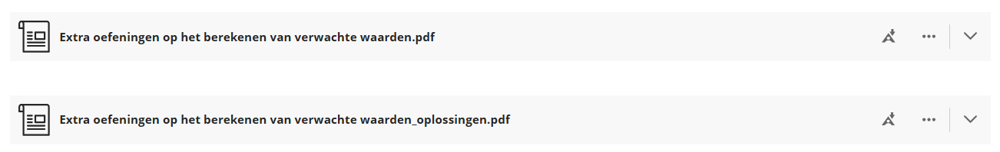 Extra oefeningen op het berekenen van verwachte waarden.pdf
Extra oefeningen op het berekenen van verwachte waarden_oplossingen.pdf